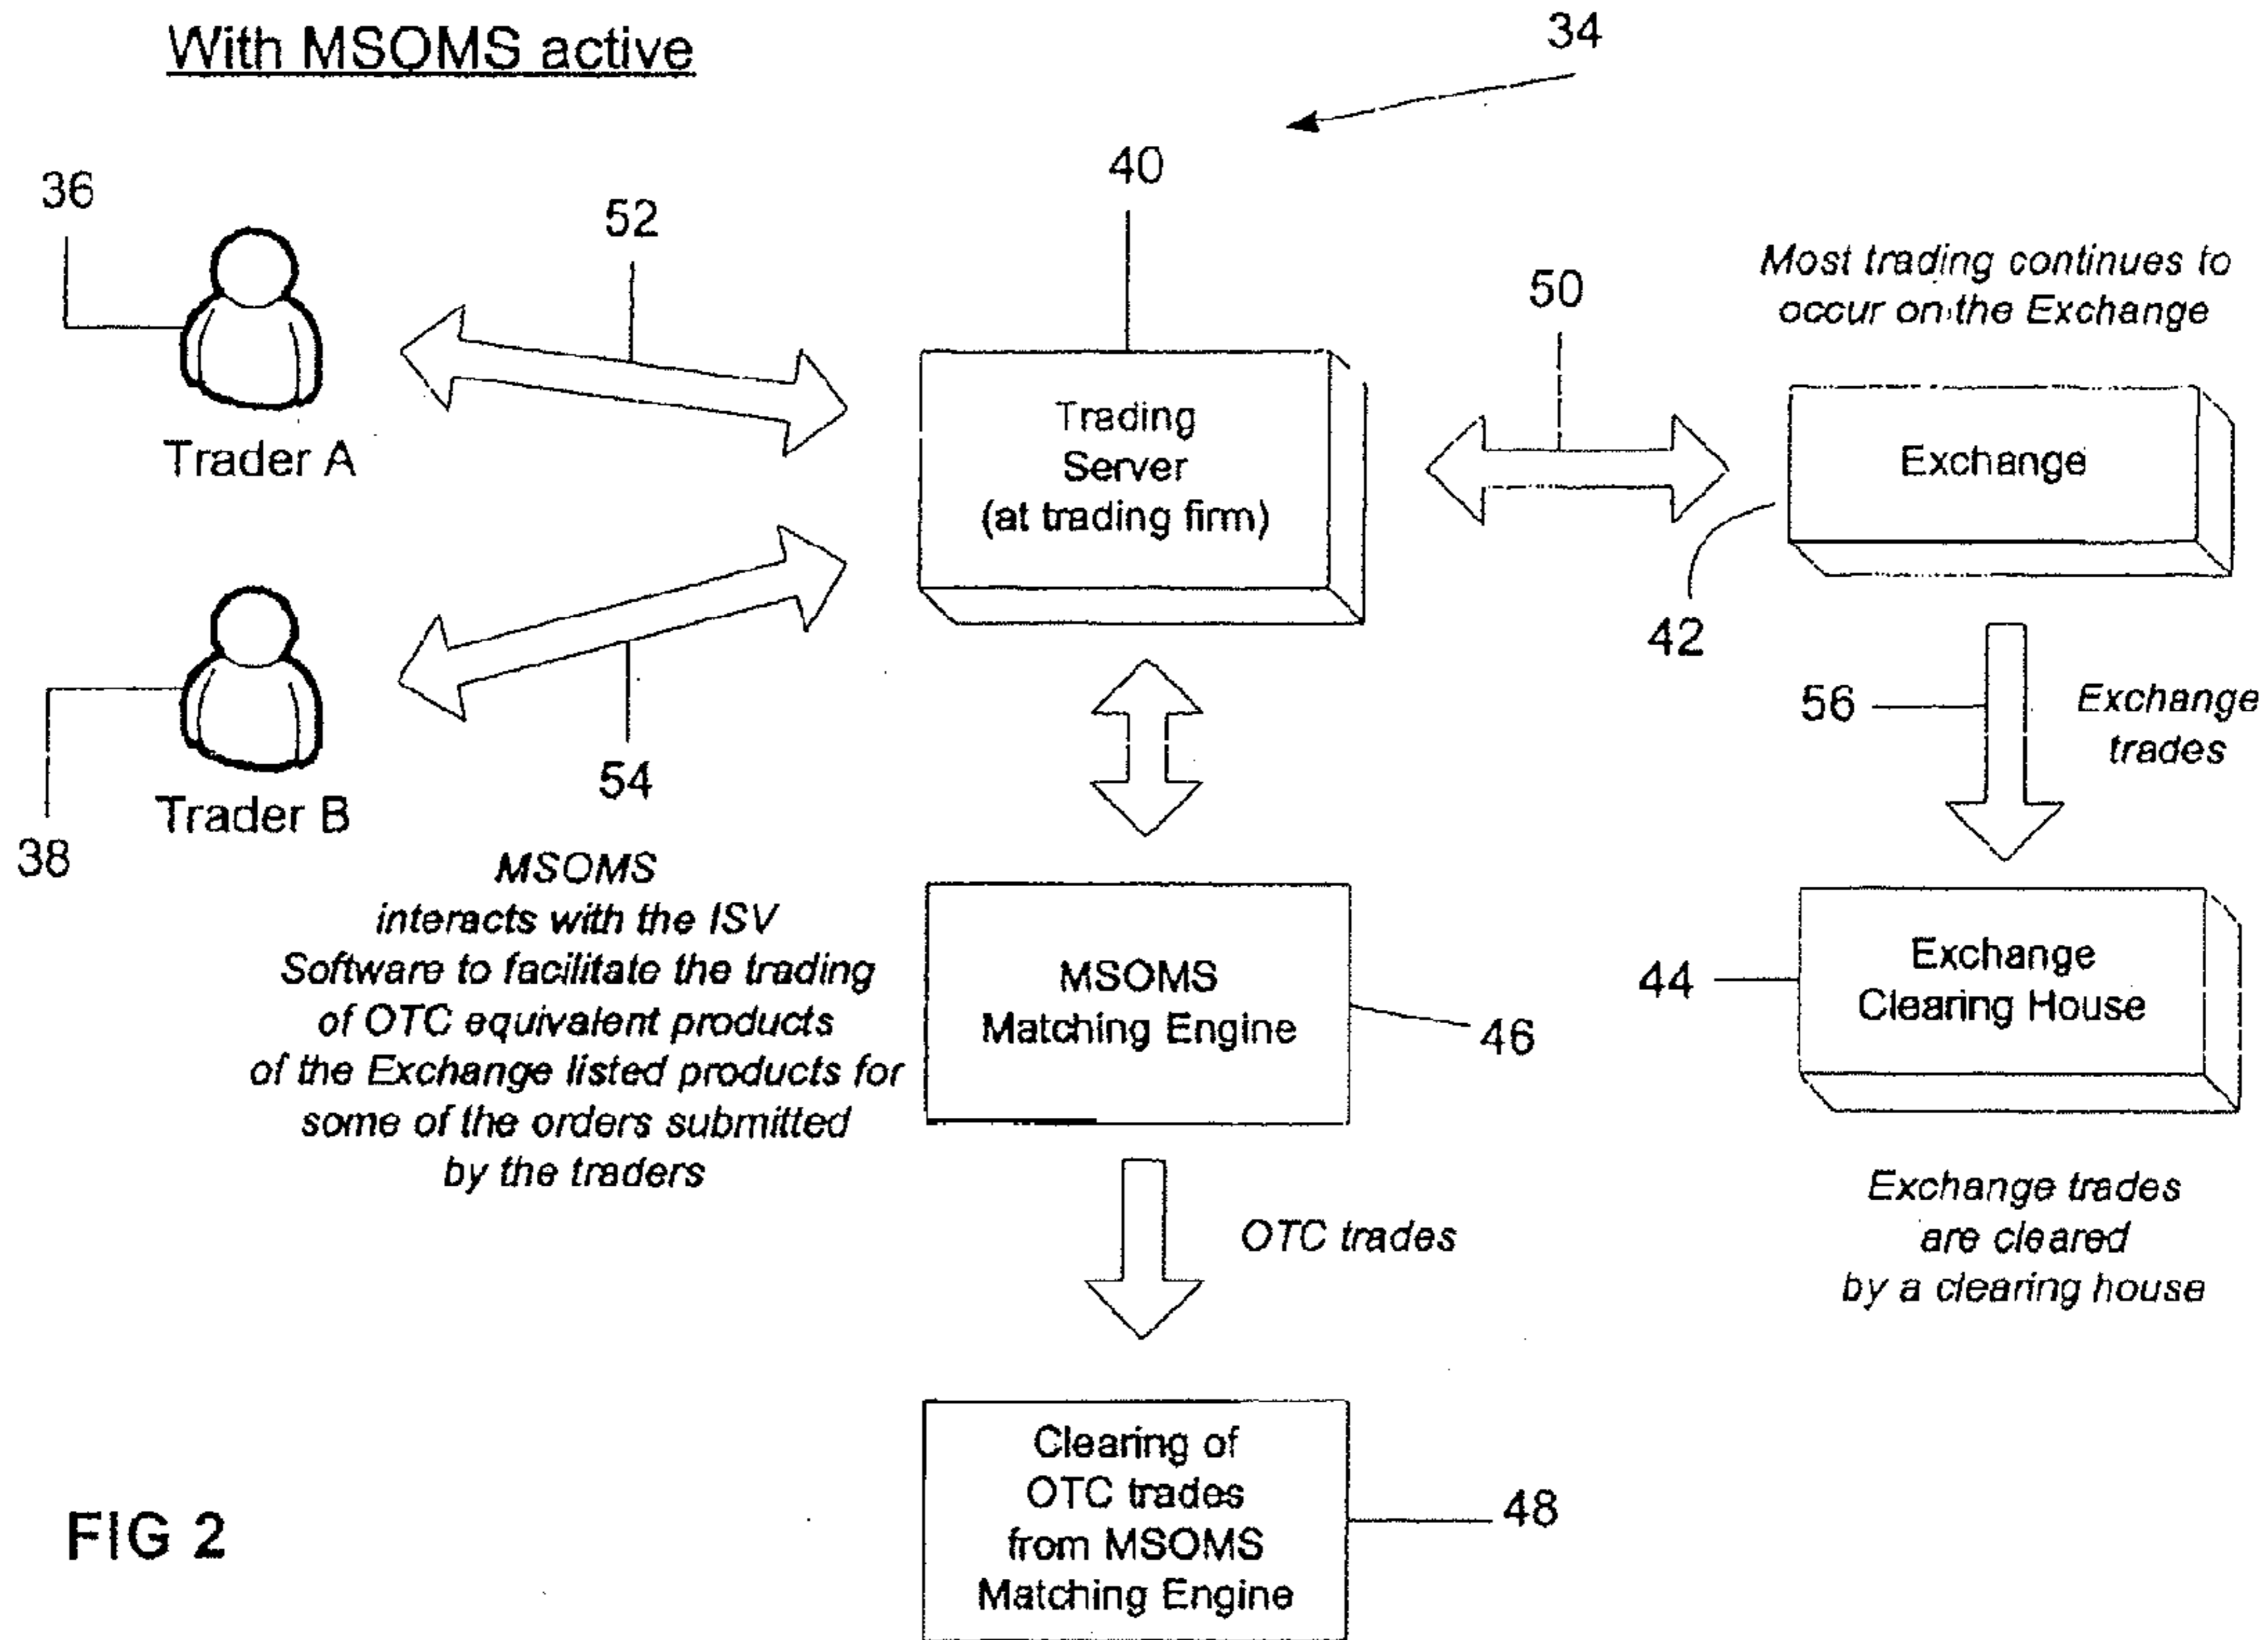 With MSOMS active
34
40
36
52
50
Most trading continues to
occur on the Exchange
Trading
Server
(at trading firm)
Exchange
Trader A
42
56
Exchange
trades
54
Trader B
38
MSOMS
interacts with the ISV
Software to facilitate the trading
of OTC equivalent products
of the Exchange listed products for
some of the orders submitted
by the traders
MSOMS
Matching Engine
46
44
Exchange
Clearing House
OTC trades
Exchange trades
are cleared
by a clearing house
Clearing of
OTC trades
from MSOMS
Matching Engine
48
FIG 2